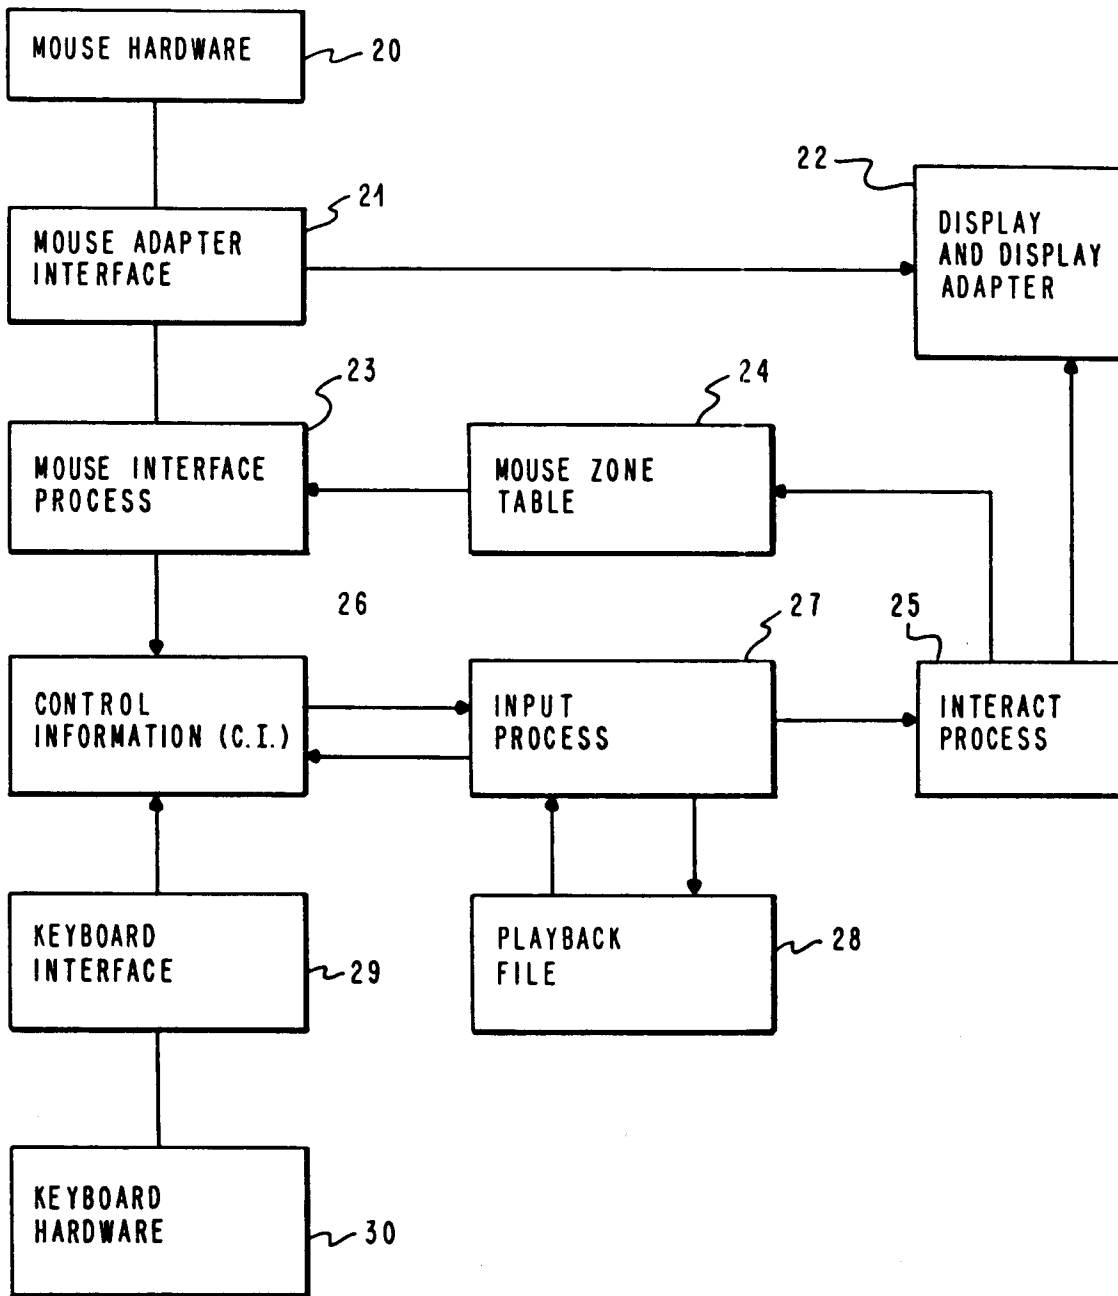 MOUSE HARDWARE
20
MOUSE ADAPTER
INTERFACE
21
22
DISPLAY
AND DISPLAY
ADAPTER
23
MOUSE INTERFACE
PROCESS
24
MOUSE ZONE
TABLE
26
CONTROL
INFORMATION (C.I.)
27
INPUT
PROCESS
25
INTERACT
PROCESS
KEYBOARD
INTERFACE
29
PLAYBACK
FILE
28
KEYBOARD
HARDWARE
30